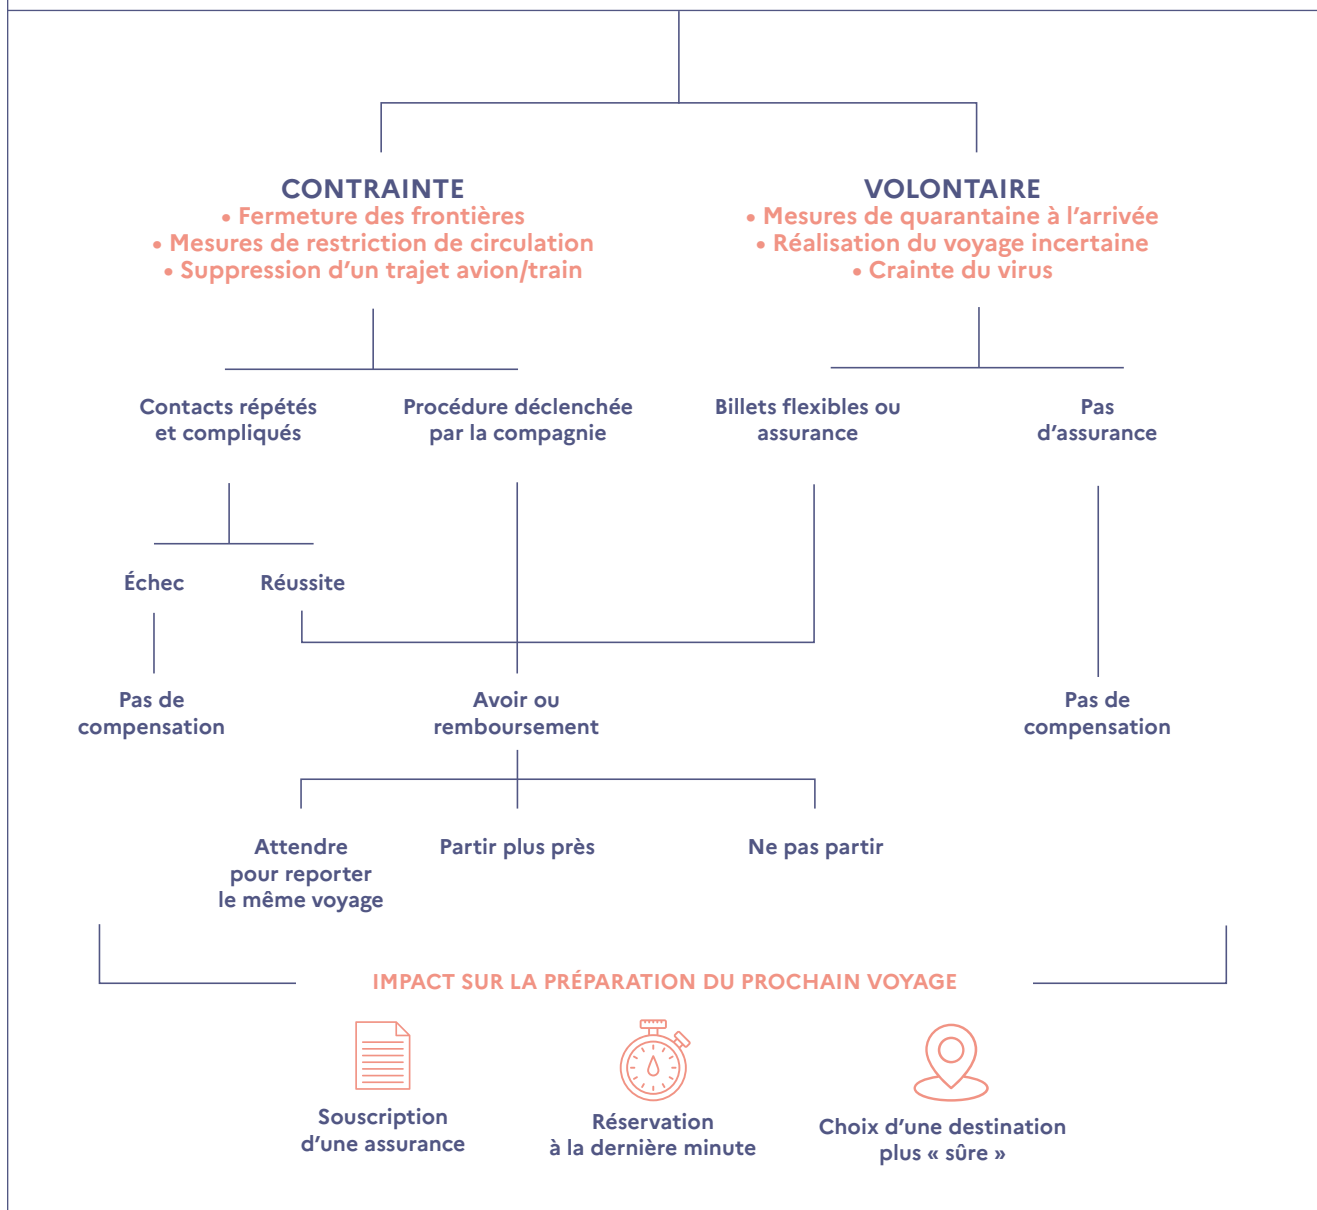 CONTRAINTE
• Fermeture des frontières
• Mesures de restriction de circulation
• Suppression d’un trajet avion/train
VOLONTAIRE
• Mesures de quarantaine à l’arrivée
• Réalisation du voyage incertaine
• Crainte du virus
Contacts répétés
et compliqués
Procédure déclenchée
par la compagnie
Billets flexibles ou
assurance
Pas
d’assurance
Échec
Réussite
Pas de
compensation
Avoir ou
remboursement
Pas de
compensation
Attendre
pour reporter
le même voyage
Partir plus près
Ne pas partir
IMPACT SUR LA PRÉPARATION DU PROCHAIN VOYAGE
Souscription
d’une assurance
Réservation
à la dernière minute
Choix d’une destination
plus « sûre »